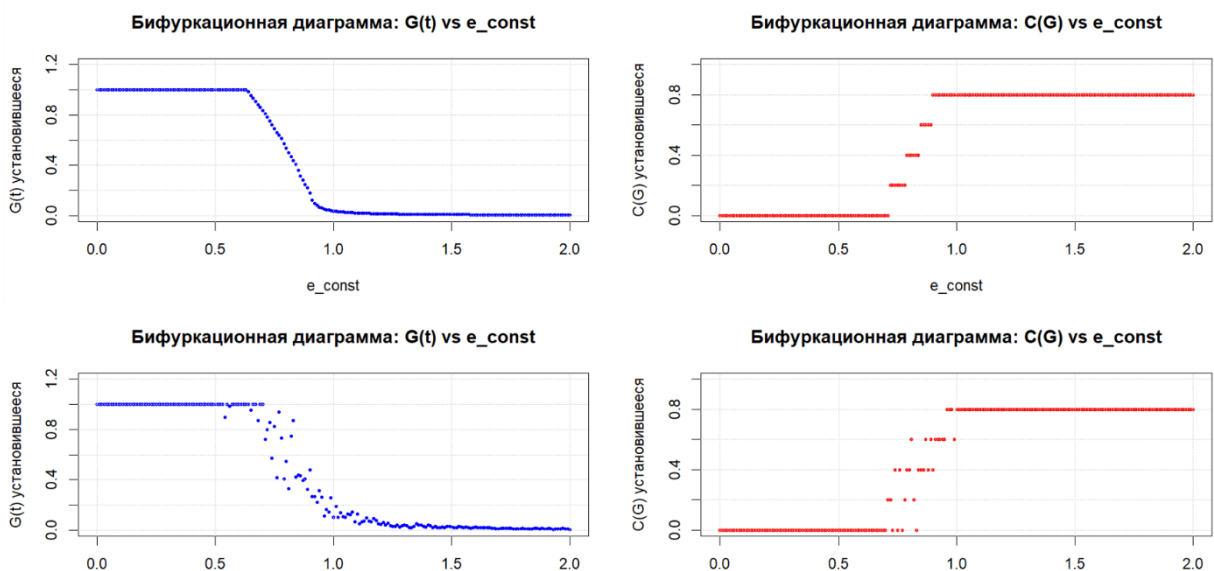 Бифуркационная диаграмма: G(t) vs e_const
G(t) установившееся
0.0 0.4 0.8 1.2
0.0 0.5 1.0 1.5 2.0
e_const
Бифуркационная диаграмма: C(G) vs e_const
C(G) установившееся
0.0 0.4 0.8
0.0 0.5 1.0 1.5 2.0
e_const
Бифуркационная диаграмма: G(t) vs e_const
G(t) установившееся
0.0 0.4 0.8 1.2
0.0 0.5 1.0 1.5 2.0
Бифуркационная диаграмма: C(G) vs e_const
C(G) установившееся
0.0 0.4 0.8
0.0 0.5 1.0 1.5 2.0